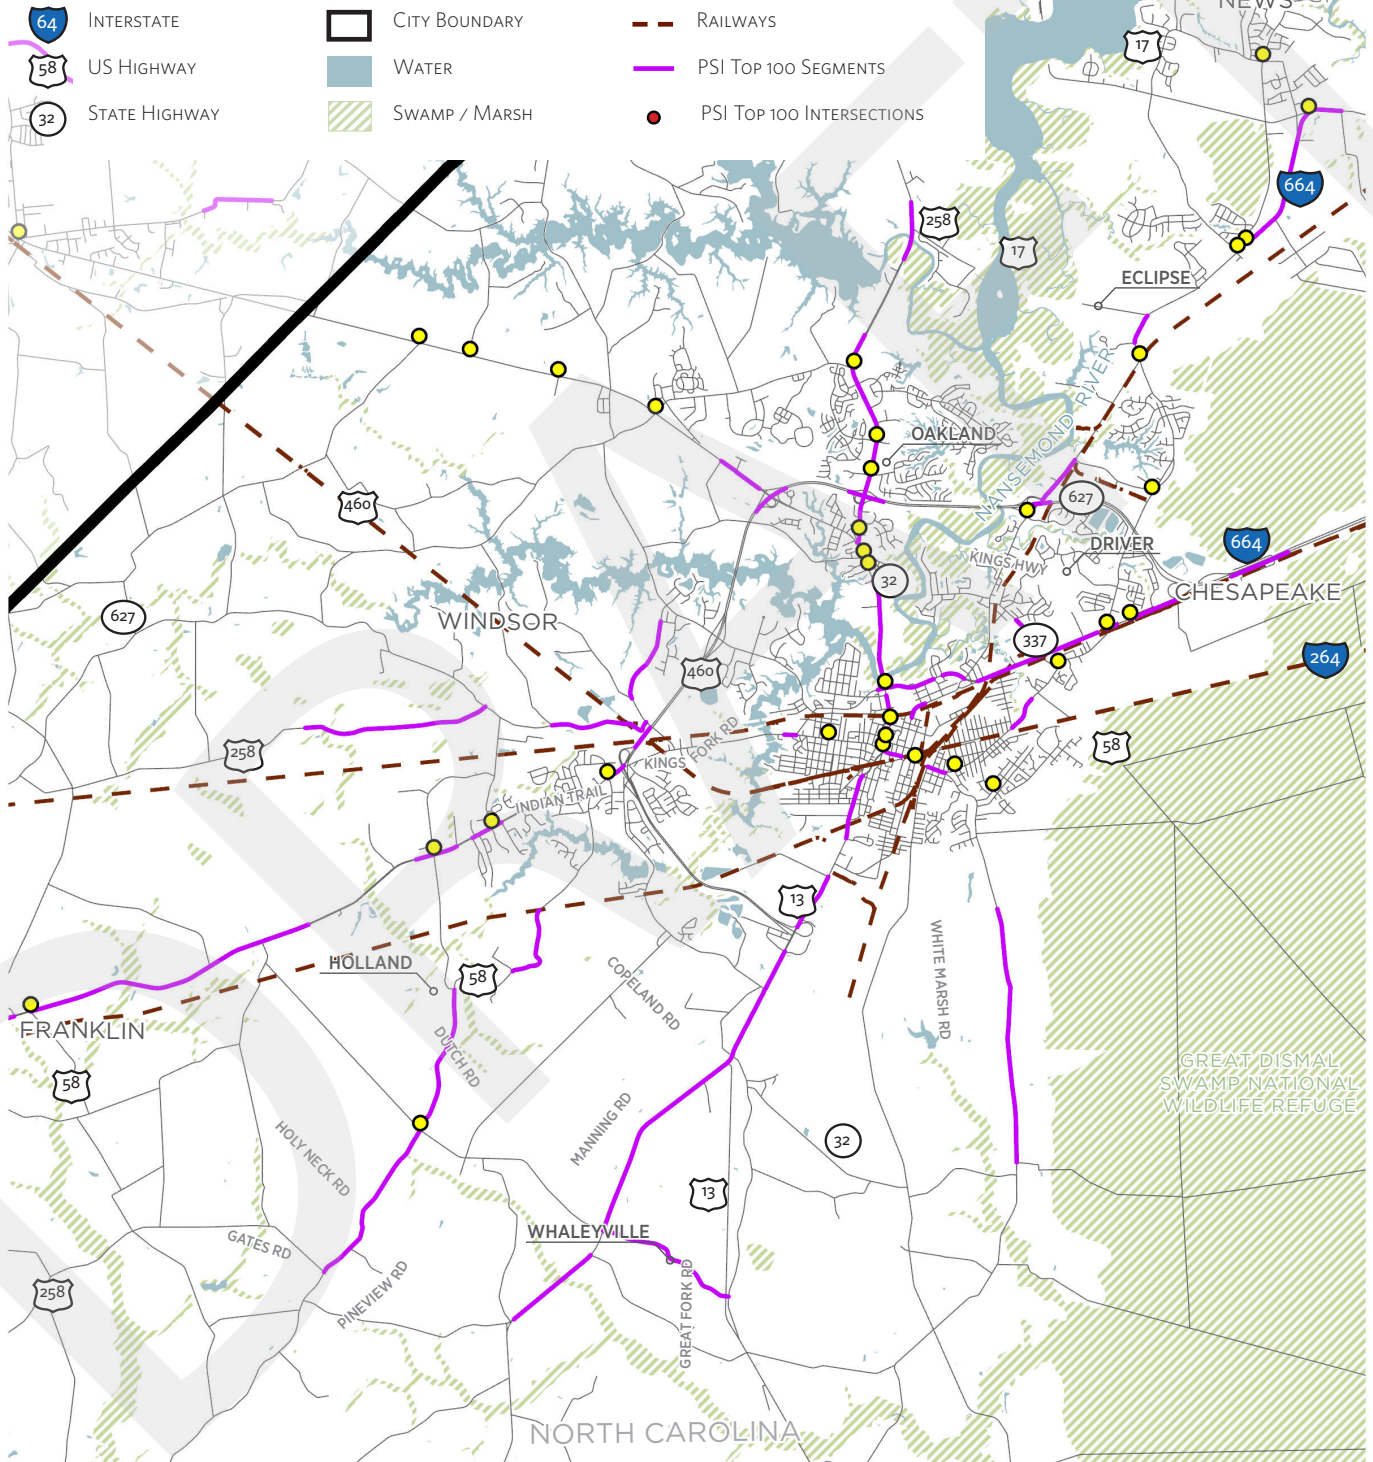 64 INTERSTATE
CITY BOUNDARY
RAILWAYS
58 US HIGHWAY
WATER
PSI TOP 100 SEGMENTS
32 STATE HIGHWAY
SWAMP / MARSH
PSI TOP 100 INTERSECTIONS
NEWS
17
664
258
17
ECLIPSE
NANSEMOND RIVER
OAKLAND
460
627
DRIVER
664
KINGS HWY
32
CHESAPEAKE
627
WINDSOR
337
264
460
258
KINGS FORK RD
58
INDIAN TRAIL
13
WHITE MARSH RD
HOLLAND
58
COPELAND RD
FRANKLIN
DUTCH RD
58
GREAT DISMAL
SWAMP NATIONAL
WILDLIFE REFUGE
MANNING RD
32
HOLY NECK RD
13
WHALEYVILLE
GATES RD
258
PINEVIEW RD
GREAT FORK RD
NORTH CAROLINA
DRAFT